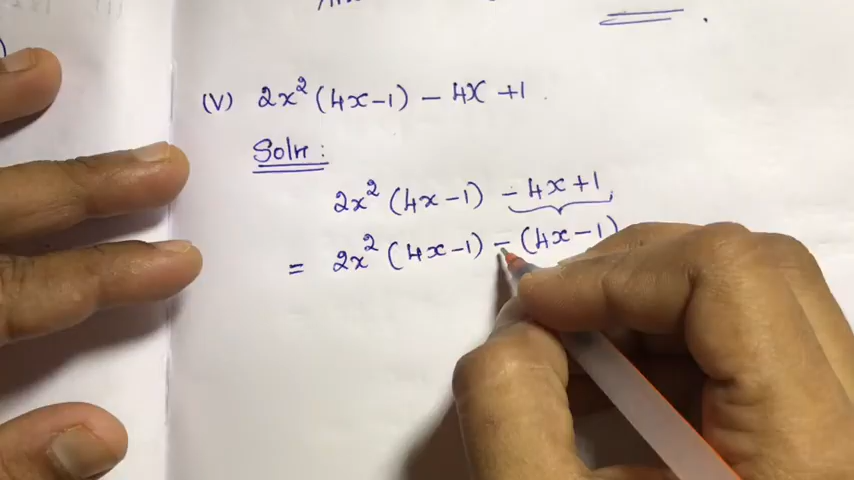 (V) 2x² (4x-1) - 4x +1
Soln:
2x² (4x-1) - 4x+1
= 2x² (4x-1) - (4x-1)